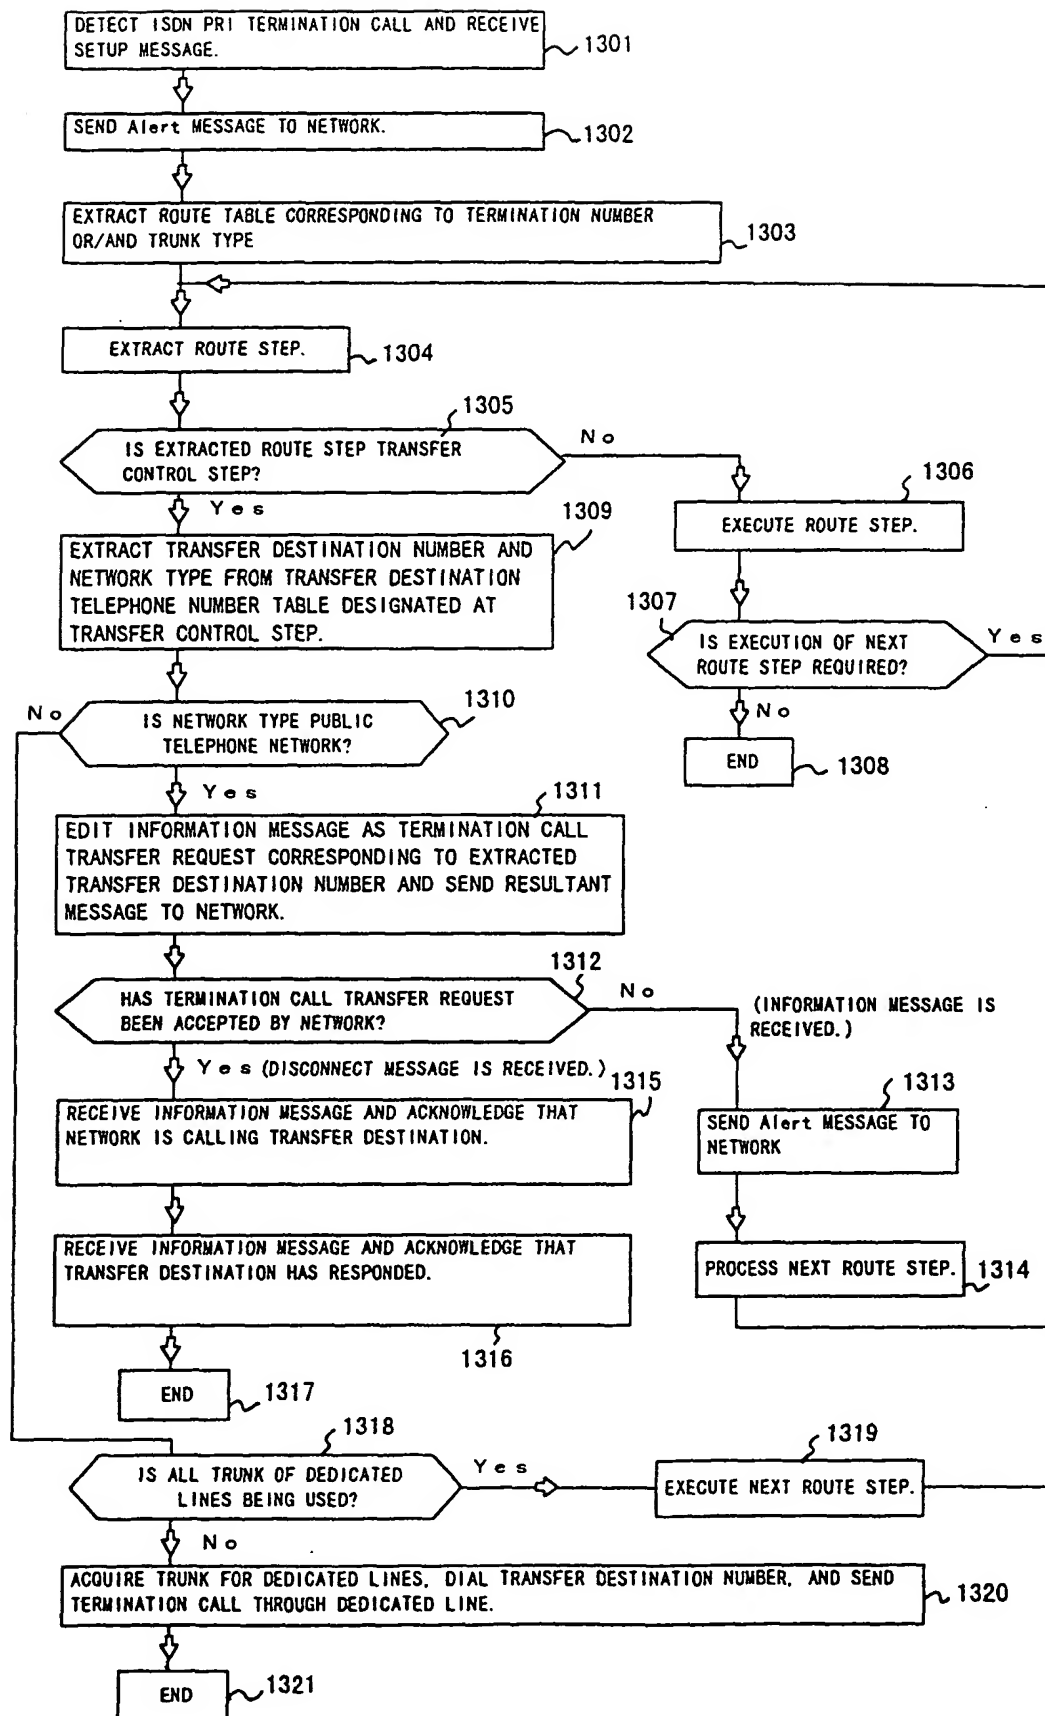 DETECT ISDN PRI TERMINATION CALL AND RECEIVE
SETUP MESSAGE.
1301
SEND Alert MESSAGE TO NETWORK.
1302
EXTRACT ROUTE TABLE CORRESPONDING TO TERMINATION NUMBER
OR/AND TRUNK TYPE
1303
EXTRACT ROUTE STEP.
1304
1305
IS EXTRACTED ROUTE STEP TRANSFER
CONTROL STEP?
No
Yes
1306
EXECUTE ROUTE STEP.
1307
IS EXECUTION OF NEXT
ROUTE STEP REQUIRED?
Yes
No
END
1308
1309
EXTRACT TRANSFER DESTINATION NUMBER AND
NETWORK TYPE FROM TRANSFER DESTINATION
TELEPHONE NUMBER TABLE DESIGNATED AT
TRANSFER CONTROL STEP.
No
IS NETWORK TYPE PUBLIC
TELEPHONE NETWORK?
1310
Yes
1311
EDIT INFORMATION MESSAGE AS TERMINATION CALL
TRANSFER REQUEST CORRESPONDING TO EXTRACTED
TRANSFER DESTINATION NUMBER AND SEND RESULTANT
MESSAGE TO NETWORK.
1312
HAS TERMINATION CALL TRANSFER REQUEST
BEEN ACCEPTED BY NETWORK?
No
(INFORMATION MESSAGE IS
RECEIVED.)
Yes (DISCONNECT MESSAGE IS RECEIVED.)
1313
SEND Alert MESSAGE TO
NETWORK
PROCESS NEXT ROUTE STEP.
1314
1315
RECEIVE INFORMATION MESSAGE AND ACKNOWLEDGE THAT
NETWORK IS CALLING TRANSFER DESTINATION.
RECEIVE INFORMATION MESSAGE AND ACKNOWLEDGE THAT
TRANSFER DESTINATION HAS RESPONDED.
1316
END
1317
1318
IS ALL TRUNK OF DEDICATED
LINES BEING USED?
Yes
1319
EXECUTE NEXT ROUTE STEP.
No
ACQUIRE TRUNK FOR DEDICATED LINES, DIAL TRANSFER DESTINATION NUMBER, AND SEND
TERMINATION CALL THROUGH DEDICATED LINE.
1320
END
1321